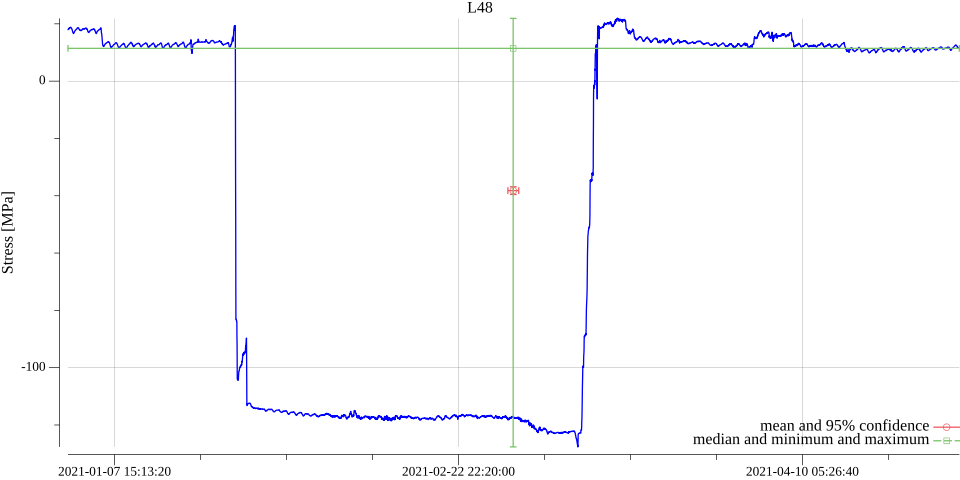 L48
0
-100
Stress [MPa]
mean and 95% confidence
median and minimum and maximum
2021-01-07 15:13:20
2021-02-22 22:20:00
2021-04-10 05:26:40